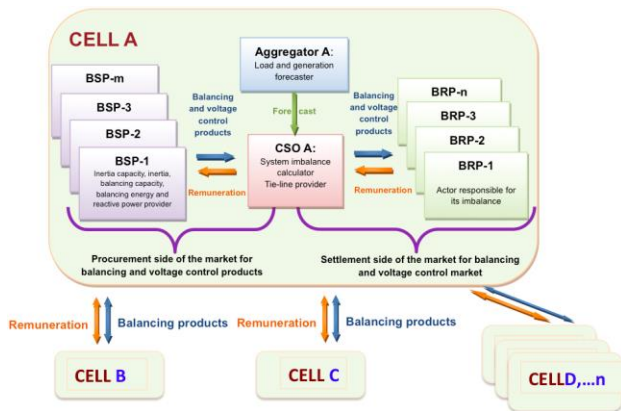 CELL A
Aggregator A:
Load and generation
forecaster
BSP-m
BSP-3
BSP-2
BSP-1
Inertia capacity, inertia,
balancing capacity,
balancing energy and
reactive power provider
Balancing
and voltage
control
products
Remuneration
Forecast
CSO A:
System imbalance
calculator
Tie-line provider
Balancing
and voltage
control
products
Remuneration
BRP-n
BRP-3
BRP-2
BRP-1
Actor responsible for
its imbalance
Procurement side of the market for
balancing and voltage control products
Settlement side of the market for balancing
and voltage control market
Remuneration
Balancing products
Remuneration
Balancing products
CELL B
CELL C
CELLD,...n